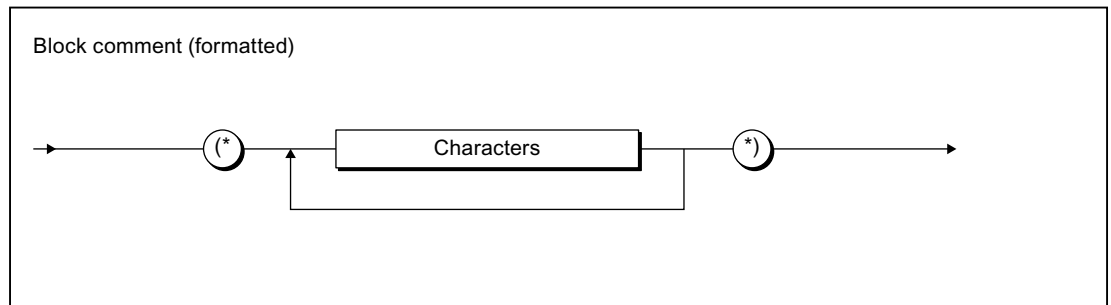 Block comment (formatted)
(* Characters *)